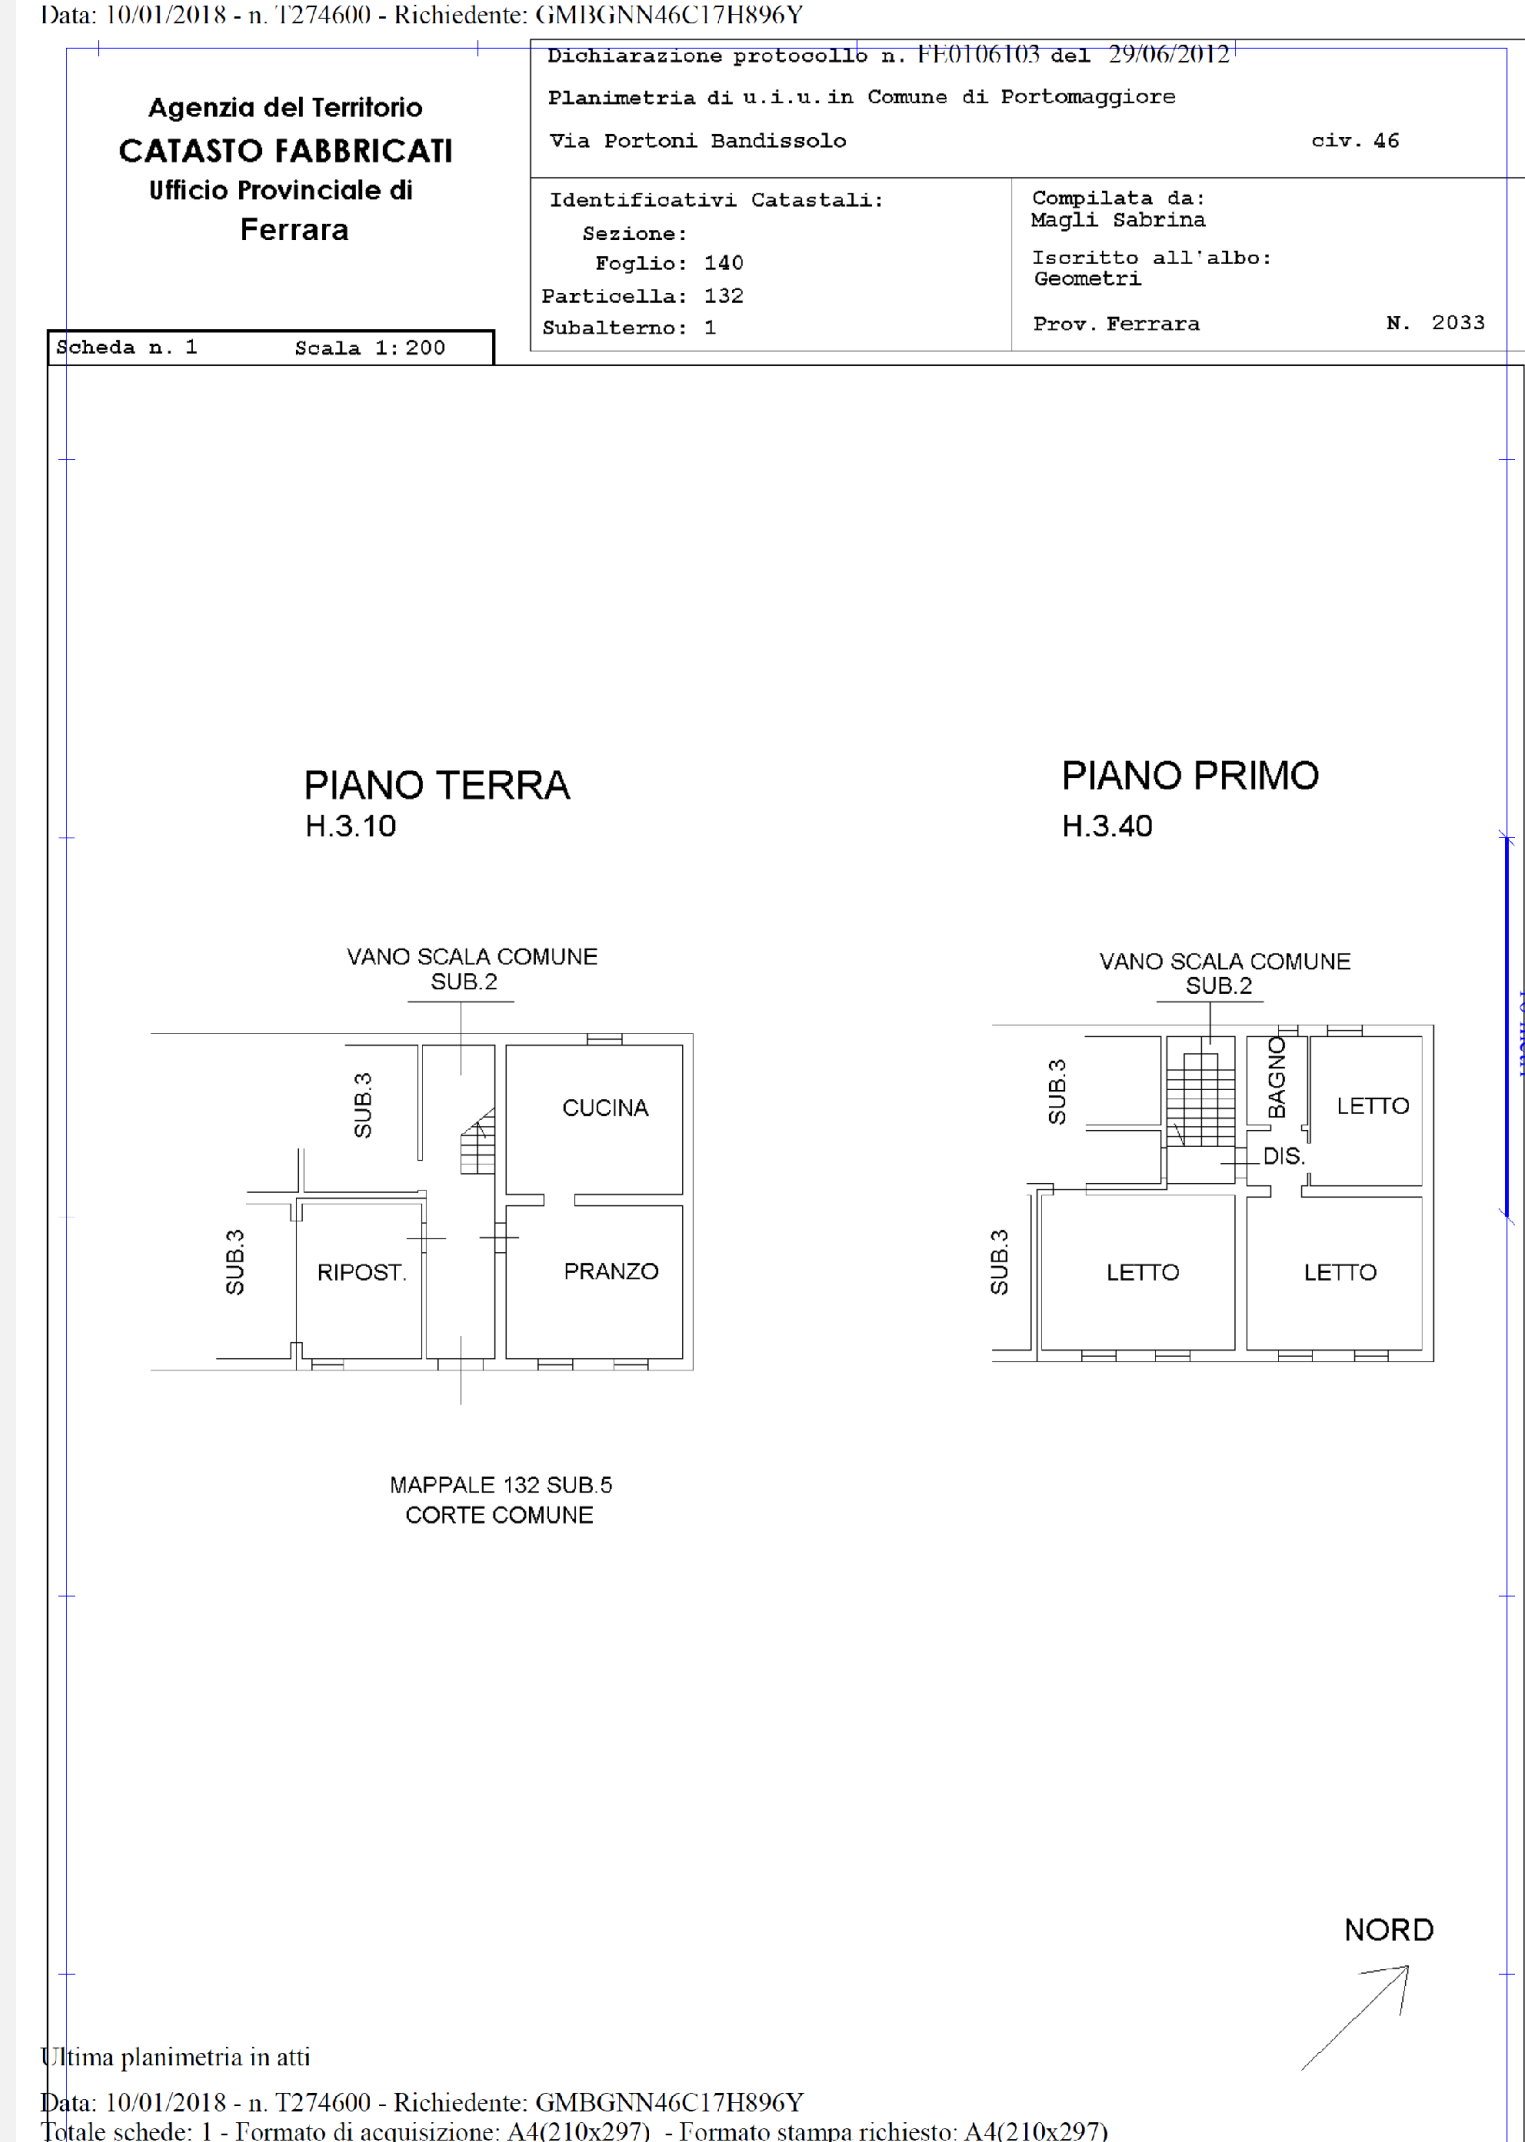 Data: 10/01/2018 - n. T274600 - Richiedente: GMBGNN46C17H896Y
Agenzia del Territorio
CATASTO FABBRICATI
Ufficio Provinciale di
Ferrara
Dichiarazione protocollo n. FE0106103 del 29/06/2012
Planimetria di u.i.u. in Comune di Portomaggiore
Via Portoni Bandissolo civ. 46
Identificativi Catastali:
Sezione:
Foglio: 140
Particella: 132
Subalterno: 1
Compilata da:
Magli Sabrina
Iscritto all'albo:
Geometri
Prov. Ferrara N. 2033
Scheda n. 1 Scala 1:200
PIANO TERRA
H.3.10
VANO SCALA COMUNE
SUB.2
SUB.3
CUCINA
SUB.3
RIPOST.
PRANZO
MAPPALE 132 SUB.5
CORTE COMUNE
PIANO PRIMO
H.3.40
VANO SCALA COMUNE
SUB.2
SUB.3
BAGNO
LETTO
DIS.
SUB.3
LETTO
LETTO
NORD
Ultima planimetria in atti
Data: 10/01/2018 - n. T274600 - Richiedente: GMBGNN46C17H896Y
Totale schede: 1 - Formato di acquisizione: A4(210x297) - Formato stampa richiesto: A4(210x297)